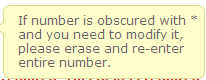 If number is obscured with *
and you need to modify it,
please erase and re-enter
entire number.